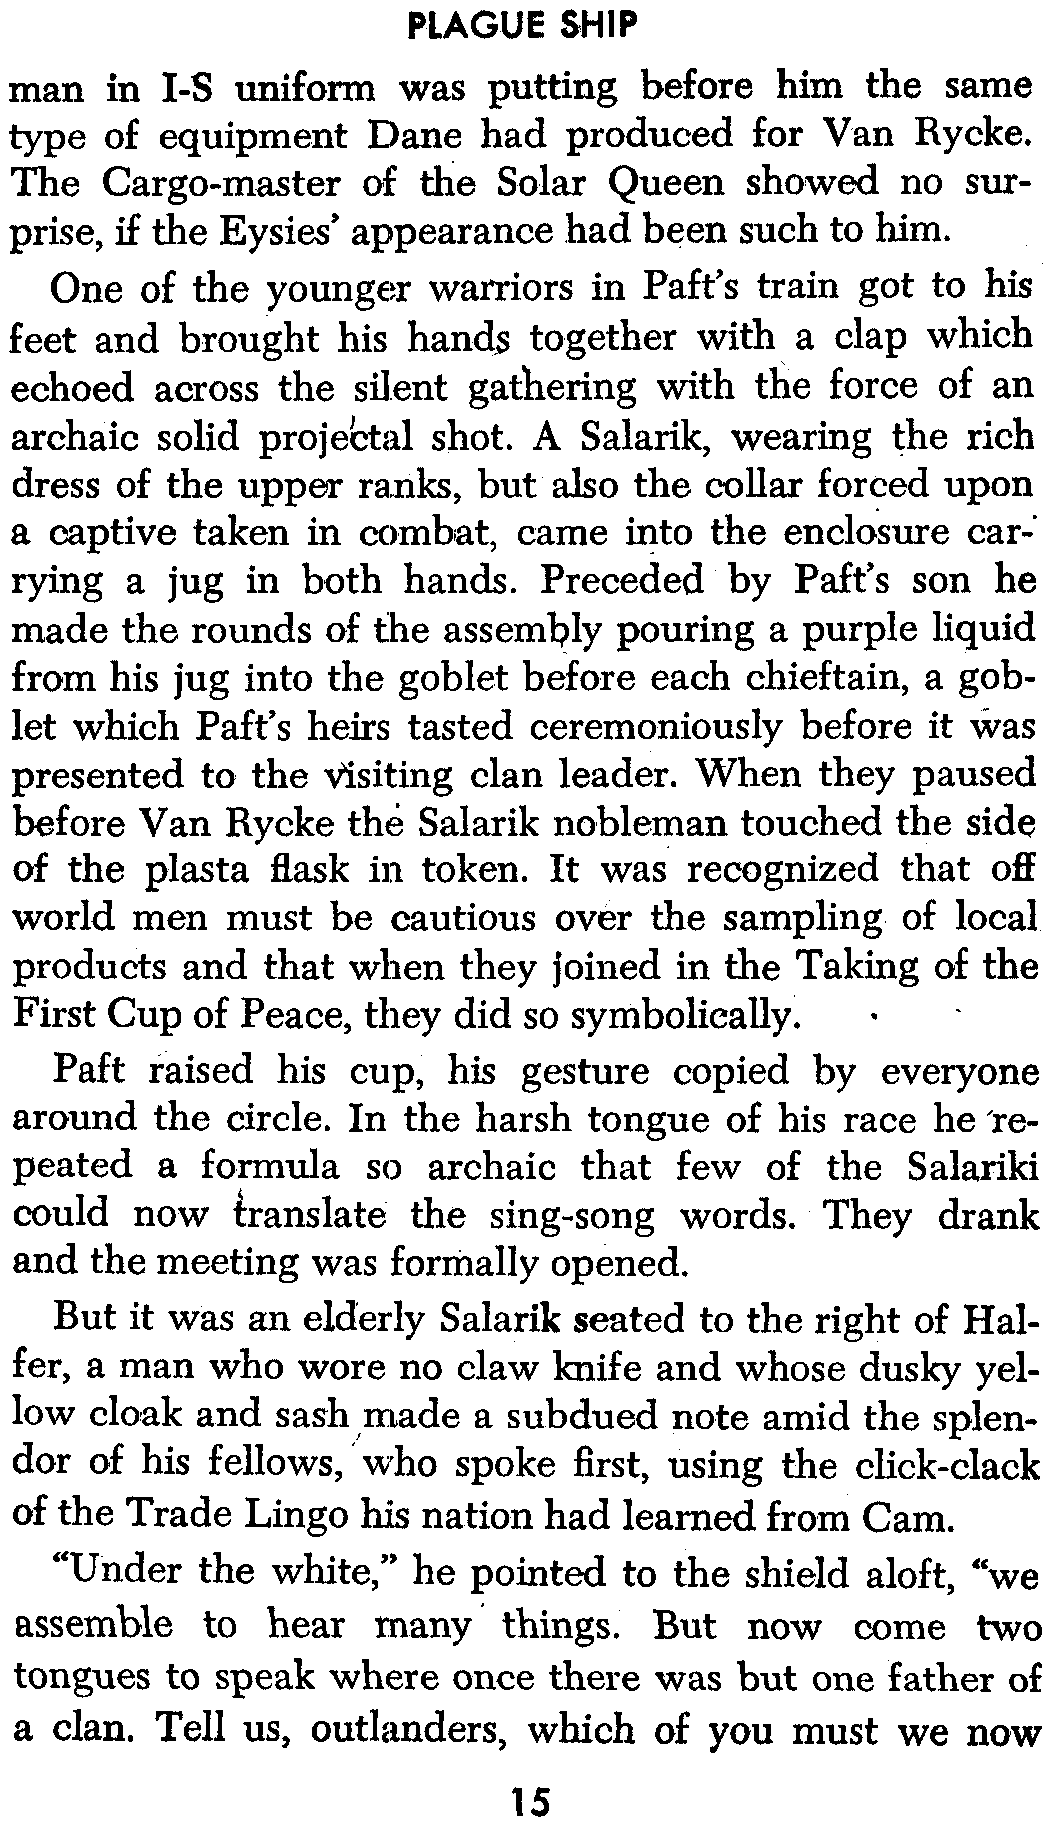 PLAGUE SHIP
man in I-S uniform was putting before him the same
type of equipment Dane had produced for Van Rycke.
The Cargo-master of the Solar Queen showed no sur-
prise, if the Eysies' appearance had been such to him.
One of the younger warriors in Paft's train got to his
feet and brought his hands together with a clap which
echoed across the silent gathering with the force of an
archaic solid projectal shot. A Salarik, wearing the rich
dress of the upper ranks, but also the collar forced upon
a captive taken in combat, came into the enclosure car-
rying a jug in both hands. Preceded by Paft's son he
made the rounds of the assembly pouring a purple liquid
from his jug into the goblet before each chieftain, a gob-
let which Paft's heirs tasted ceremoniously before it was
presented to the visiting clan leader. When they paused
before Van Rycke the Salarik nobleman touched the side
of the plasta flask in token. It was recognized that off
world men must be cautious over the sampling of local
products and that when they joined in the Taking of the
First Cup of Peace, they did so symbolically.
Paft raised his cup, his gesture copied by everyone
around the circle. In the harsh tongue of his race he re-
peated a formula so archaic that few of the Salariki
could now translate the sing-song words. They drank
and the meeting was formally opened.
But it was an elderly Salarik seated to the right of Hal-
fer, a man who wore no claw knife and whose dusky yel-
low cloak and sash made a subdued note amid the splen-
dor of his fellows, who spoke first, using the click-clack
of the Trade Lingo his nation had learned from Cam.
"Under the white," he pointed to the shield aloft, "we
assemble to hear many things. But now come two
tongues to speak where once there was but one father of
a clan. Tell us, outlanders, which of you must we now
15